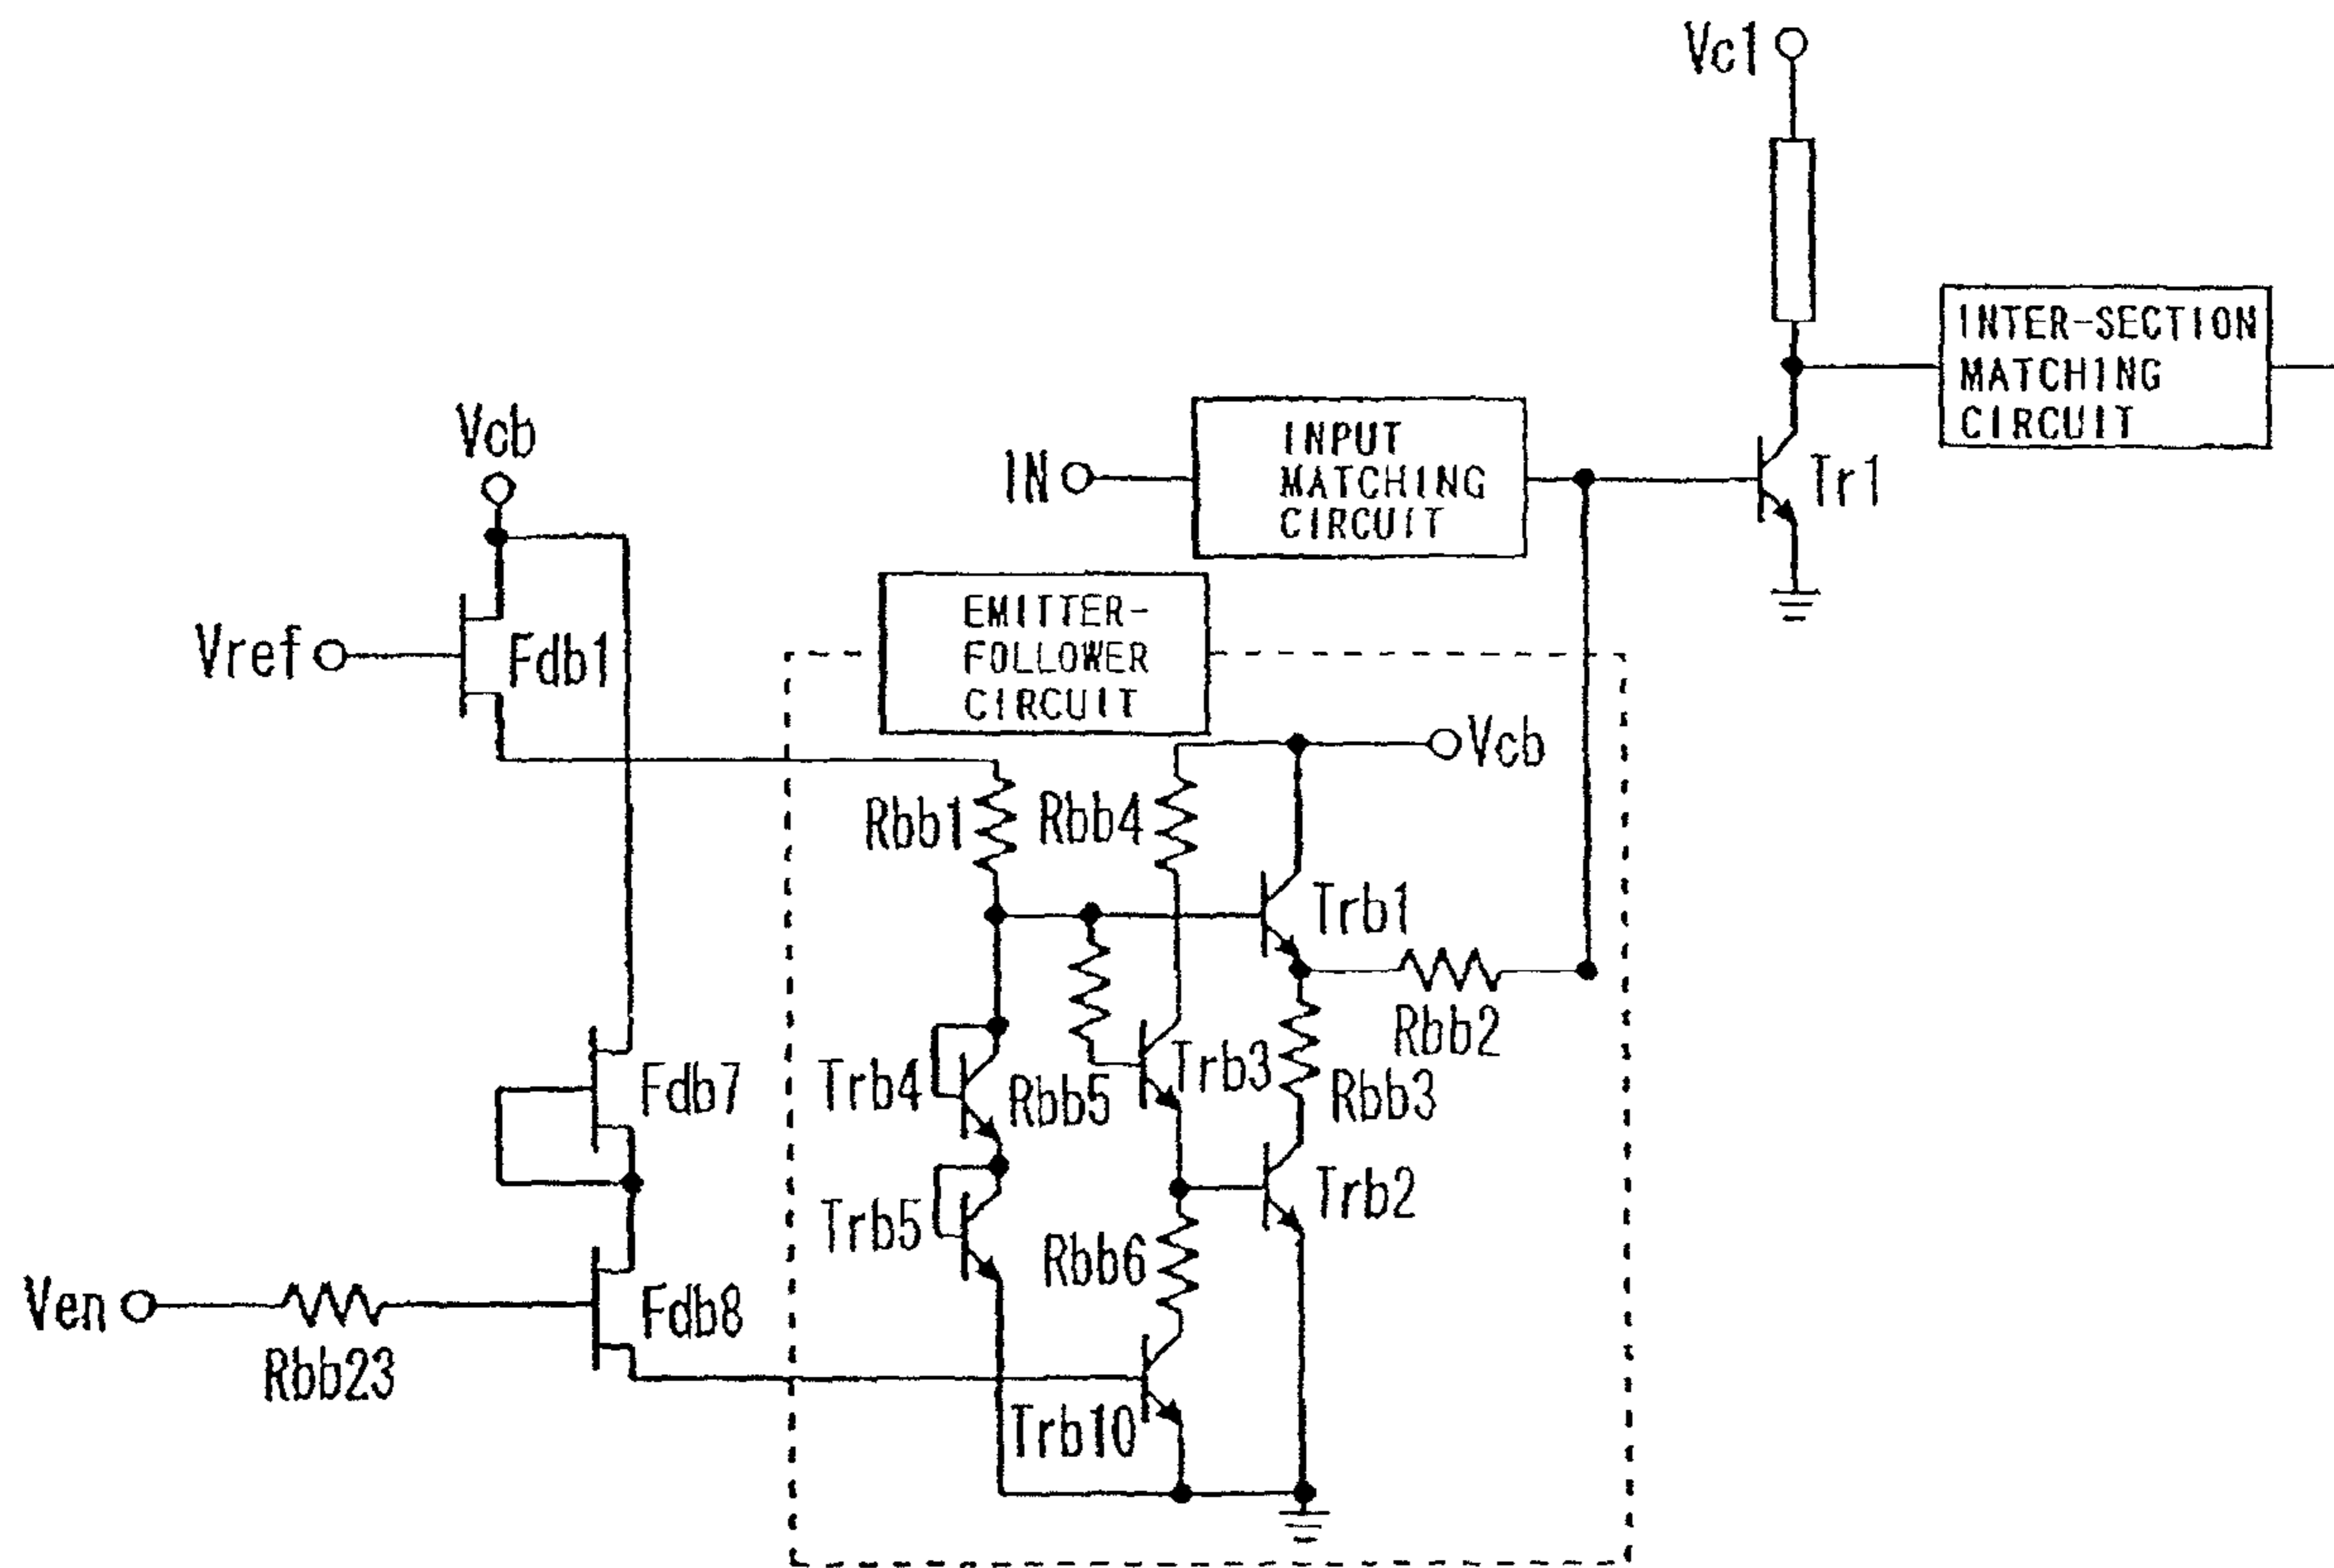 Vc1
INTER-SECTION
MATCHING
CIRCUIT
Vcb
IN
INPUT
MATCHING
CIRCUIT
Tr1
Vref
Fdb1
EMITTER-
FOLLOWER
CIRCUIT
Vcb
Rbb1
Rbb4
Trb1
Rbb2
Trb4
Rbb5
Trb3
Rbb3
Fdb7
Trb5
Rbb6
Trb2
Ven
Rbb23
Fdb8
Trb10